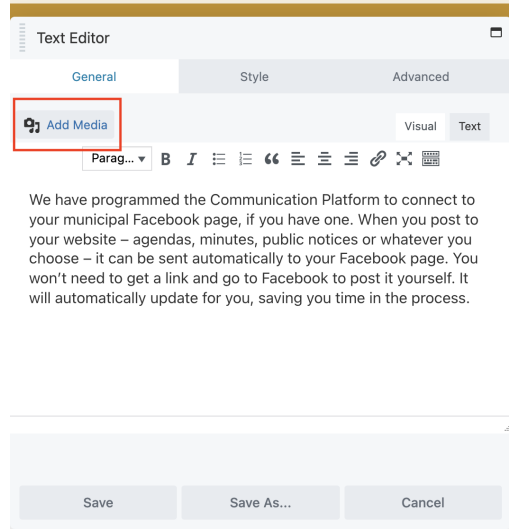 Text Editor
General Style Advanced
Add Media Visual Text
Parag... B I
We have programmed the Communication Platform to connect to
your municipal Facebook page, if you have one. When you post to
your website – agendas, minutes, public notices or whatever you
choose – it can be sent automatically to your Facebook page. You
won't need to get a link and go to Facebook to post it yourself. It
will automatically update for you, saving you time in the process.
Save Save As... Cancel